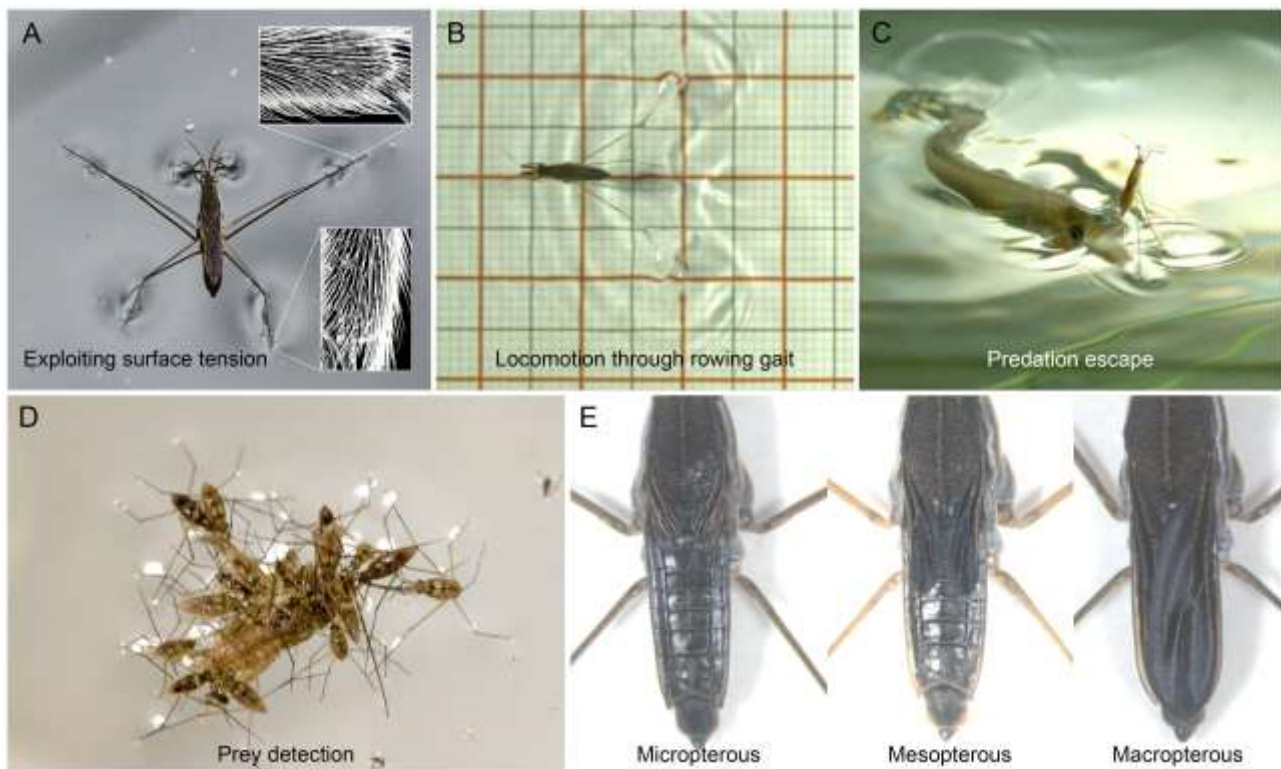 A
Exploiting surface tension
B
Locomotion through rowing gait
C
Predation escape
D
Prey detection
E
Micropterous
Mesopterous
Macropterous